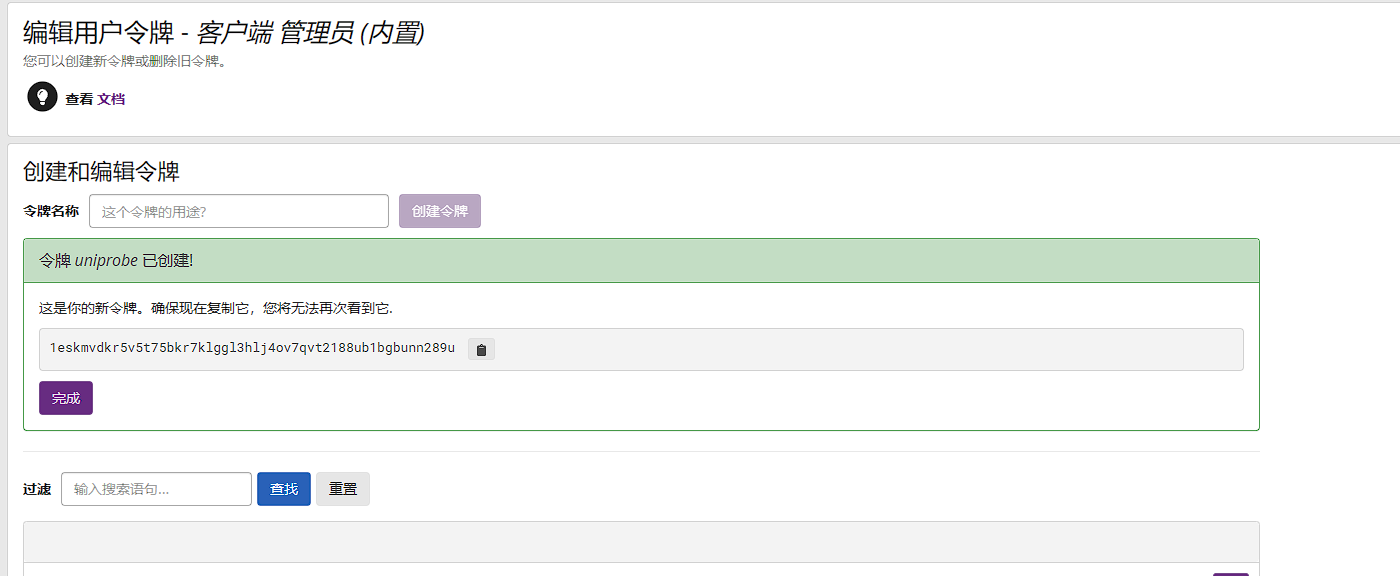 编辑用户令牌 - 客户端 管理员 (内置)
您可以创建新令牌或删除旧令牌。
查看 文档
创建和编辑令牌
令牌名称 这个令牌的用途? 创建令牌
令牌 uniprobe 已创建!
这是你的新令牌。确保现在复制它，您将无法再次看到它.
1eskmvdkr5v5t75bkr7klggl3hlj4ov7qvt2188ub1bgbunn289u
完成
过滤 输入搜索语句... 查找 重置